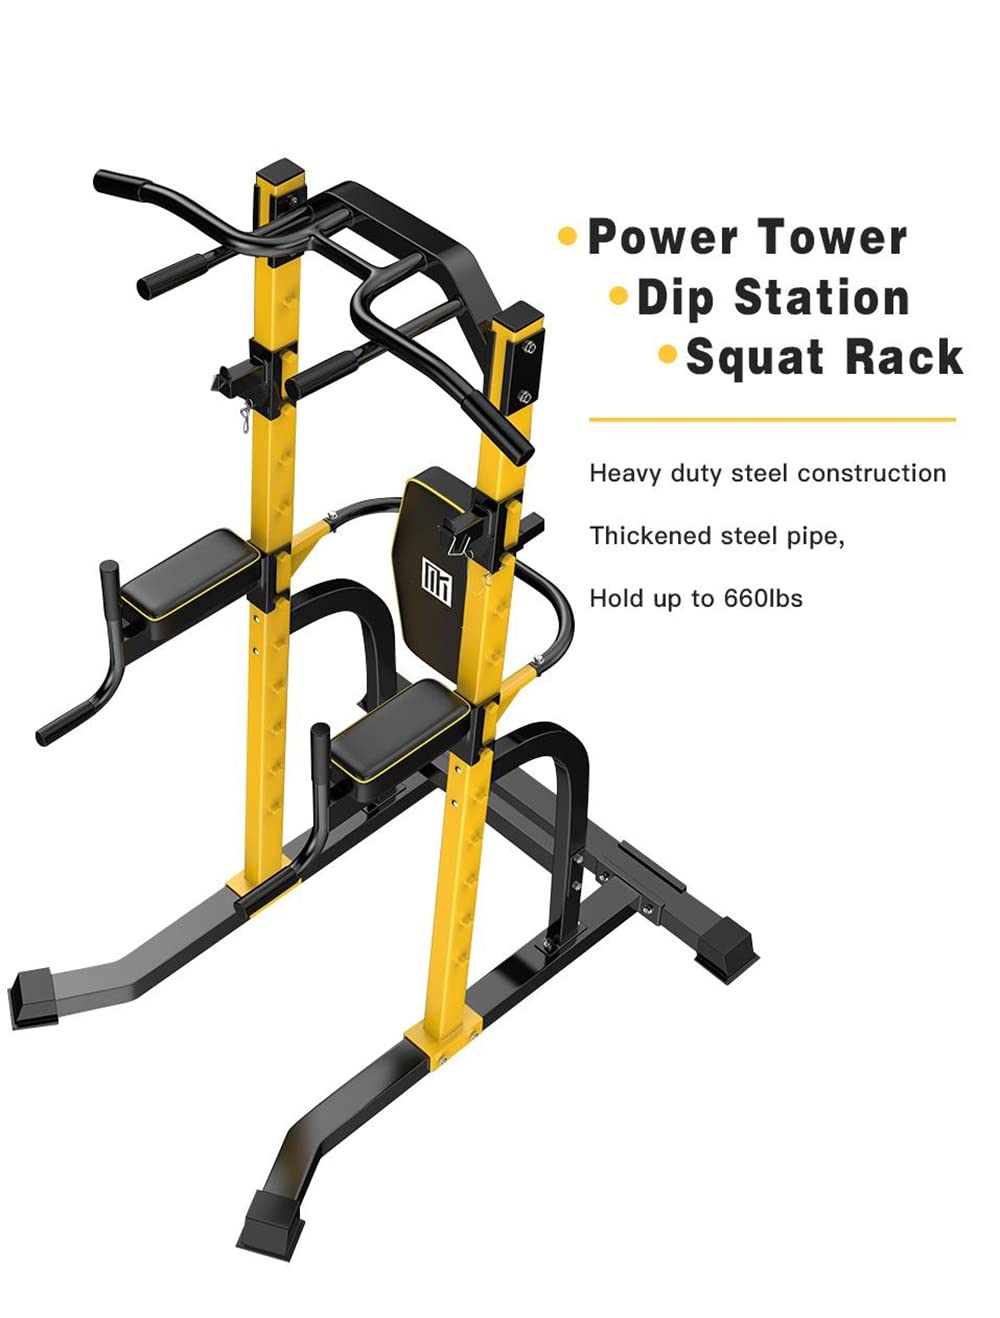 Power Tower
Dip Station
Squat Rack
Heavy duty steel construction
Thickened steel pipe,
Hold up to 660lbs